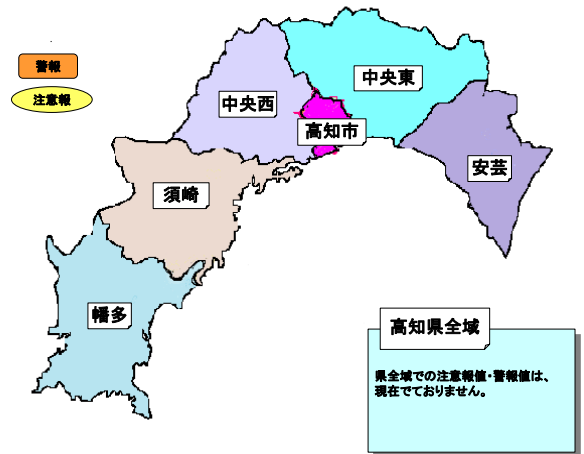 警報
注意報
中央西
中央東
高知市
安芸
須崎
幡多
高知県全域
県全域での注意報値・警報値は、
現在でておりません。